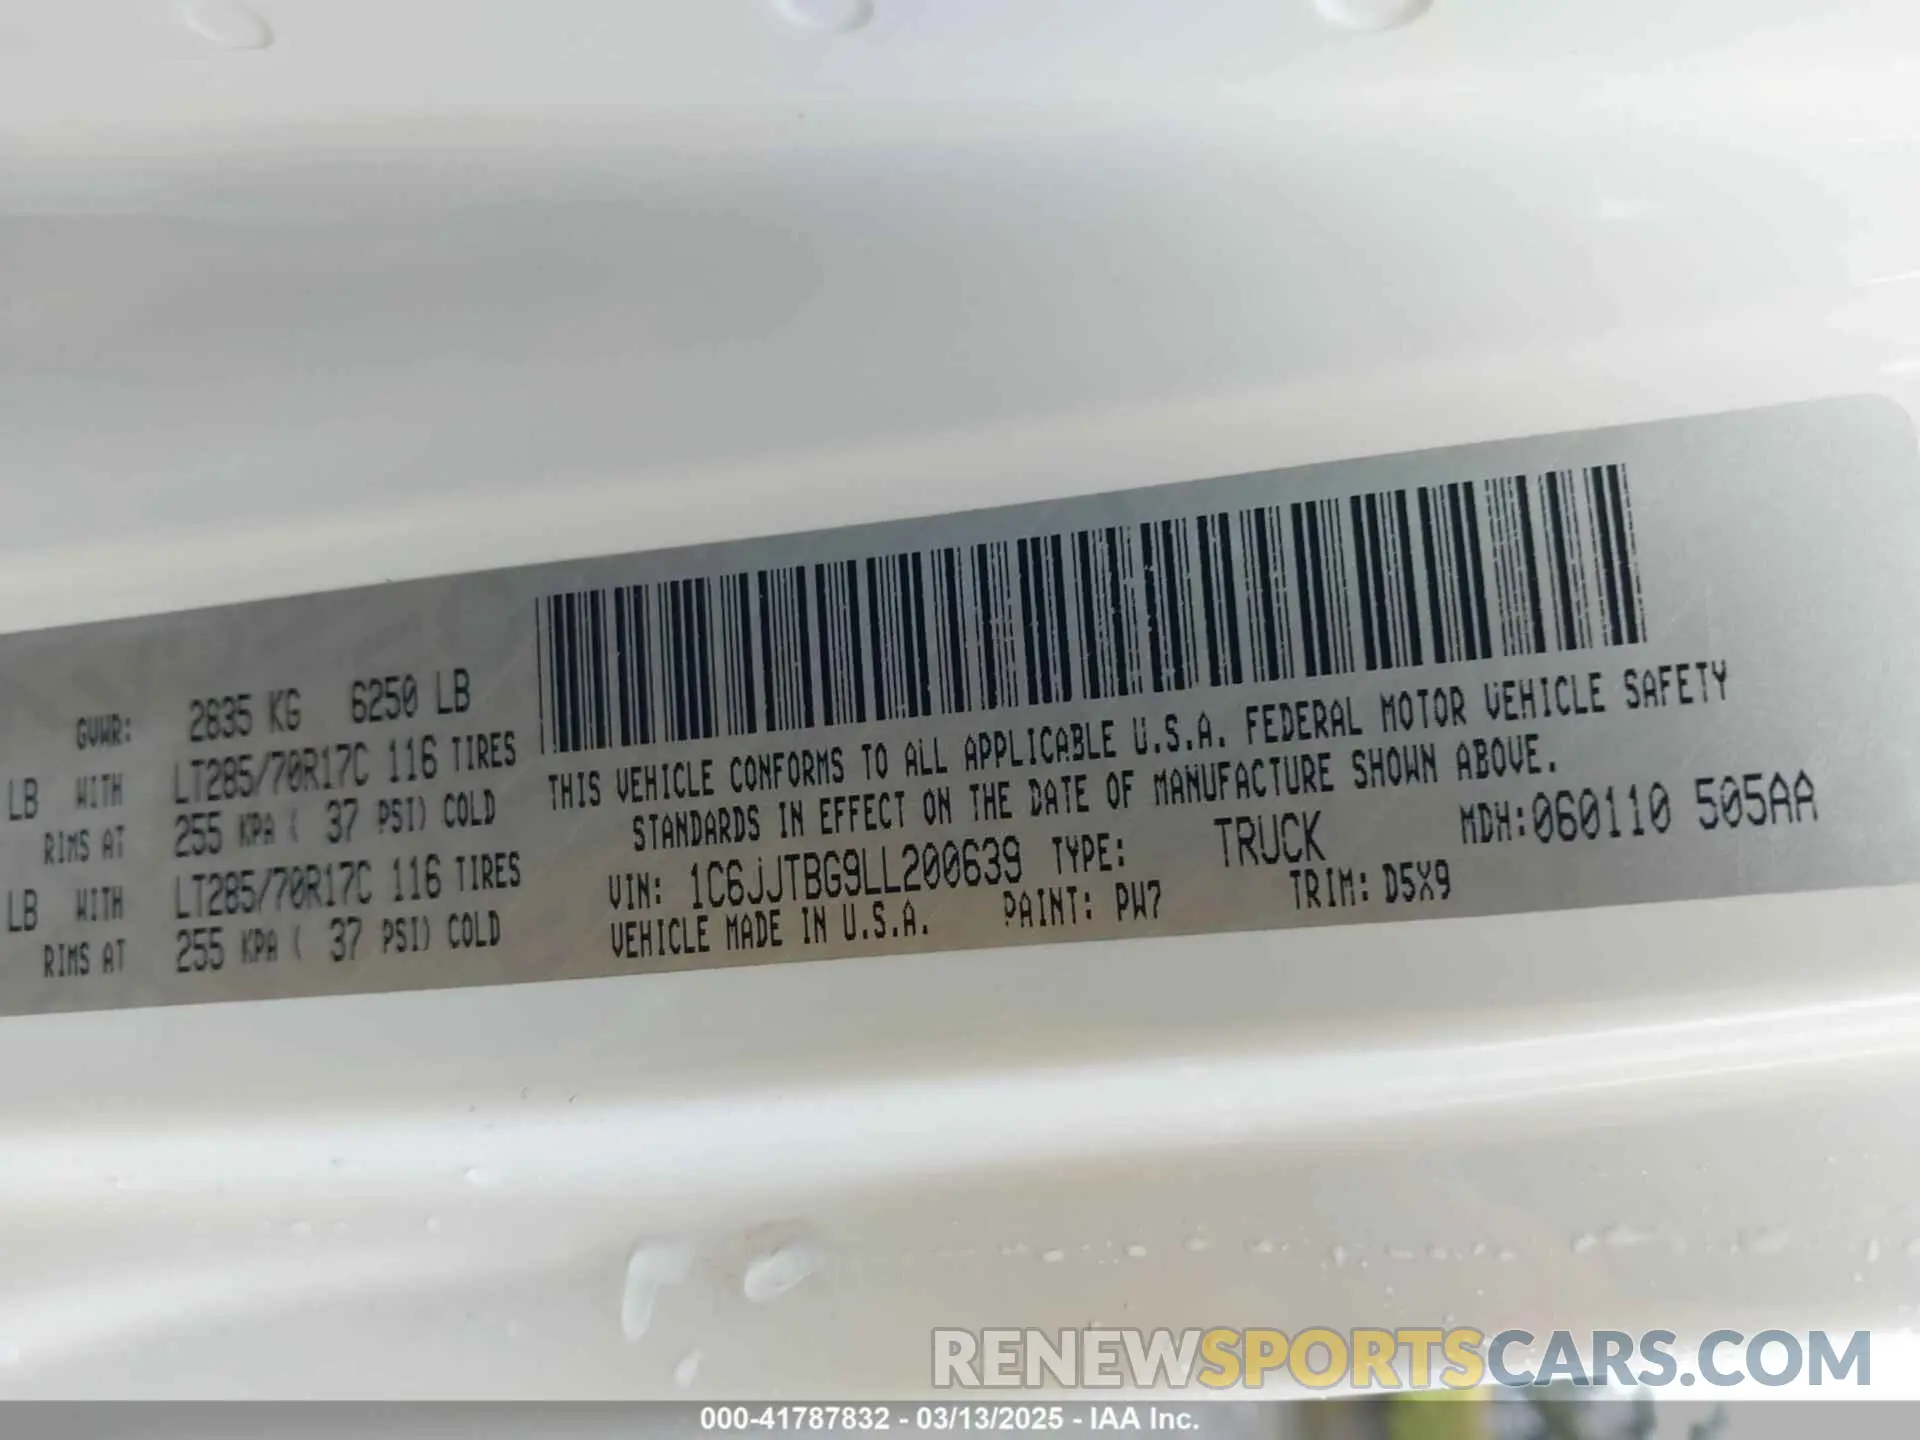 GVWR: 2835 KG 6250 LB
LB WITH LT285/70R17C 116 TIRES
RIMS AT 255 KPA ( 37 PSI) COLD
LB WITH LT285/70R17C 116 TIRES
RIMS AT 255 KPA ( 37 PSI) COLD
THIS VEHICLE CONFORMS TO ALL APPLICABLE U.S.A. FEDERAL MOTOR VEHICLE SAFETY
STANDARDS IN EFFECT ON THE DATE OF MANUFACTURE SHOWN ABOVE.
VIN: 1C6JJTBG9LL200639 TYPE: TRUCK MDH:060110 505AA
VEHICLE MADE IN U.S.A. PAINT: PW7 TRIM: D5X9
RENEWSPORTSCARS.COM
000-41787832 - 03/13/2025 - IAA Inc.